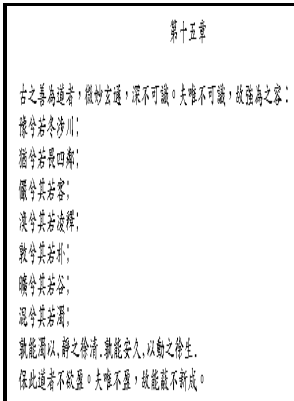 第十五章
古之善為道者，微妙玄通，深不可識。夫唯不可識，故強為之容：
豫兮若冬涉川；
猶兮若畏四鄰；
儼兮其若客；
渙兮其若凌釋；
敦兮其若朴；
曠兮其若谷；
混兮其若濁；
孰能濁以，靜之徐清．孰能安久，以動之徐生．
保此道者不欲盈。夫唯不盈，故能蔽不新成。